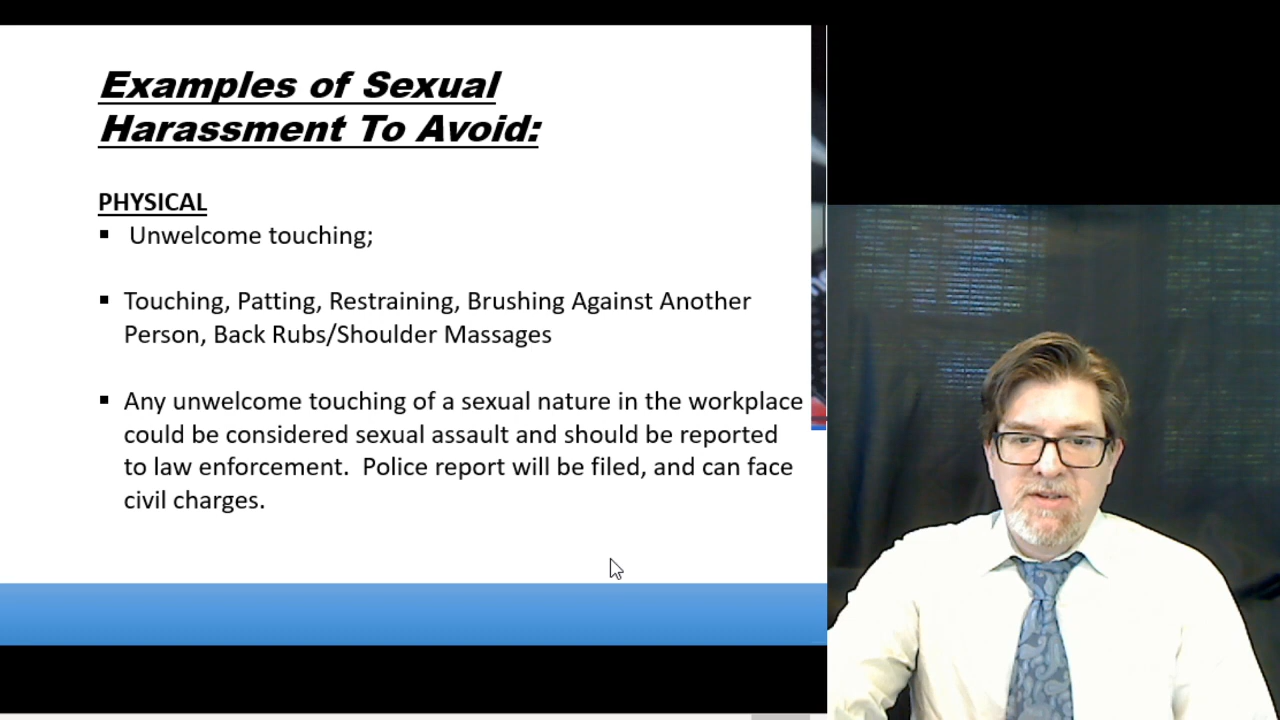 Examples of Sexual
Harassment To Avoid:
PHYSICAL
▪ Unwelcome touching;
▪ Touching, Patting, Restraining, Brushing Against Another
Person, Back Rubs/Shoulder Massages
▪ Any unwelcome touching of a sexual nature in the workplace
could be considered sexual assault and should be reported
to law enforcement.  Police report will be filed, and can face
civil charges.